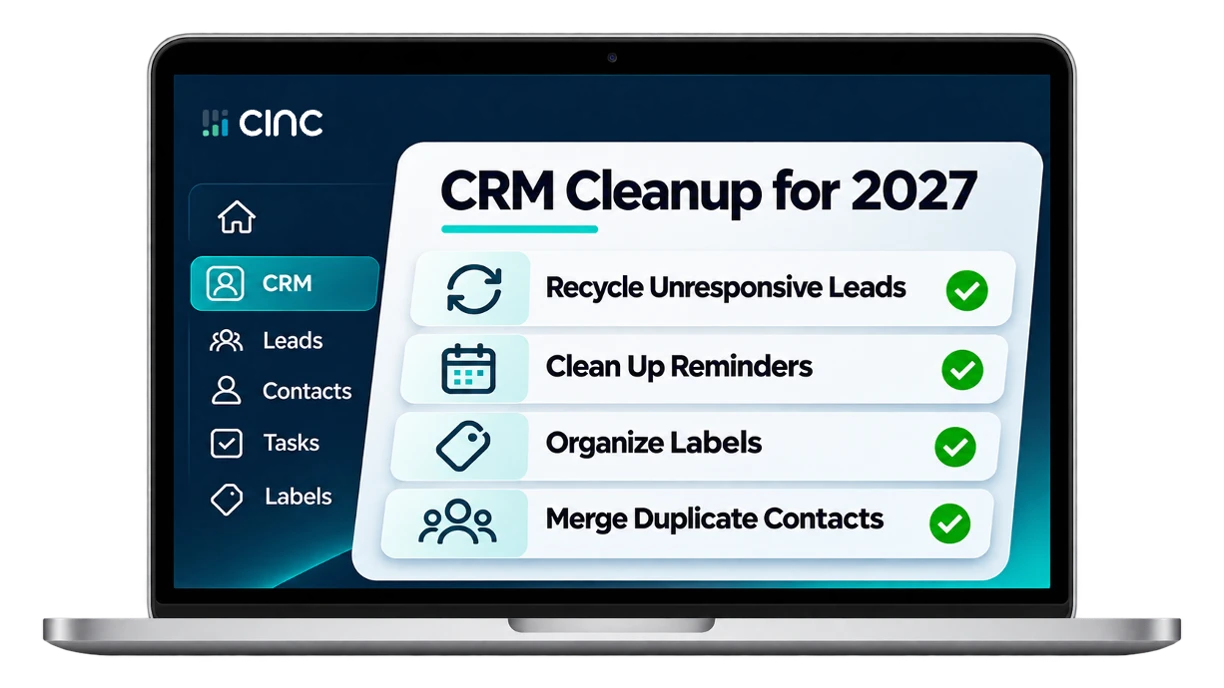 CINC
CRM Cleanup for 2027
CRM
Leads
Contacts
Tasks
Labels
Recycle Unresponsive Leads
Clean Up Reminders
Organize Labels
Merge Duplicate Contacts